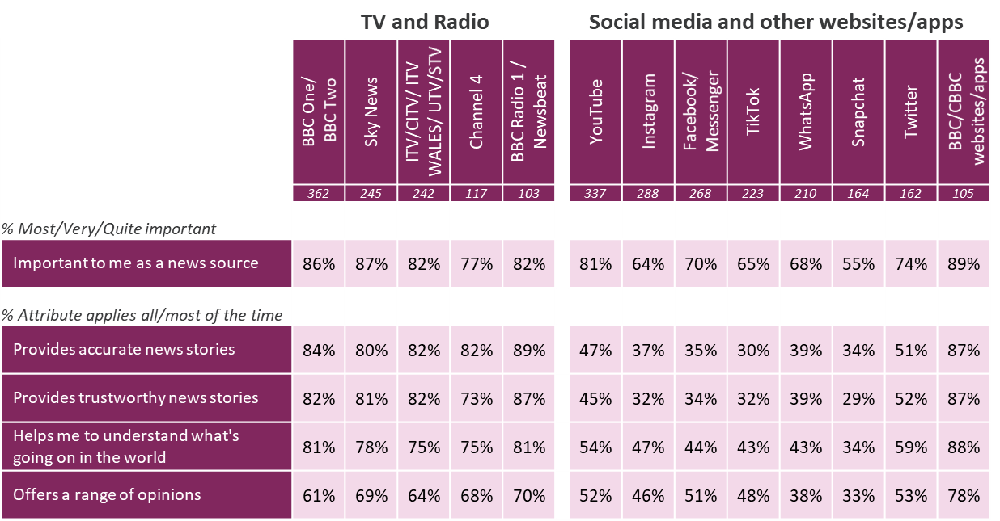 TV and Radio
Social media and other websites/apps
BBC One/
BBC Two
Sky News
ITV/CITV/ ITV
WALES/ UTV/STV
Channel 4
BBC Radio 1 /
Newsbeat
YouTube
Instagram
Facebook/
Messenger
TikTok
WhatsApp
Snapchat
Twitter
BBC/CBBC
websites/apps
362 245 242 117 103 337 288 268 223 210 164 162 105
% Most/Very/Quite important
Important to me as a news source 86% 87% 82% 77% 82% 81% 64% 70% 65% 68% 55% 74% 89%
% Attribute applies all/most of the time
Provides accurate news stories 84% 80% 82% 82% 89% 47% 37% 35% 30% 39% 34% 51% 87%
Provides trustworthy news stories 82% 81% 82% 73% 87% 45% 32% 34% 32% 39% 29% 52% 87%
Helps me to understand what's
going on in the world 81% 78% 75% 75% 81% 54% 47% 44% 43% 43% 34% 59% 88%
Offers a range of opinions 61% 69% 64% 68% 70% 52% 46% 51% 48% 38% 33% 53% 78%